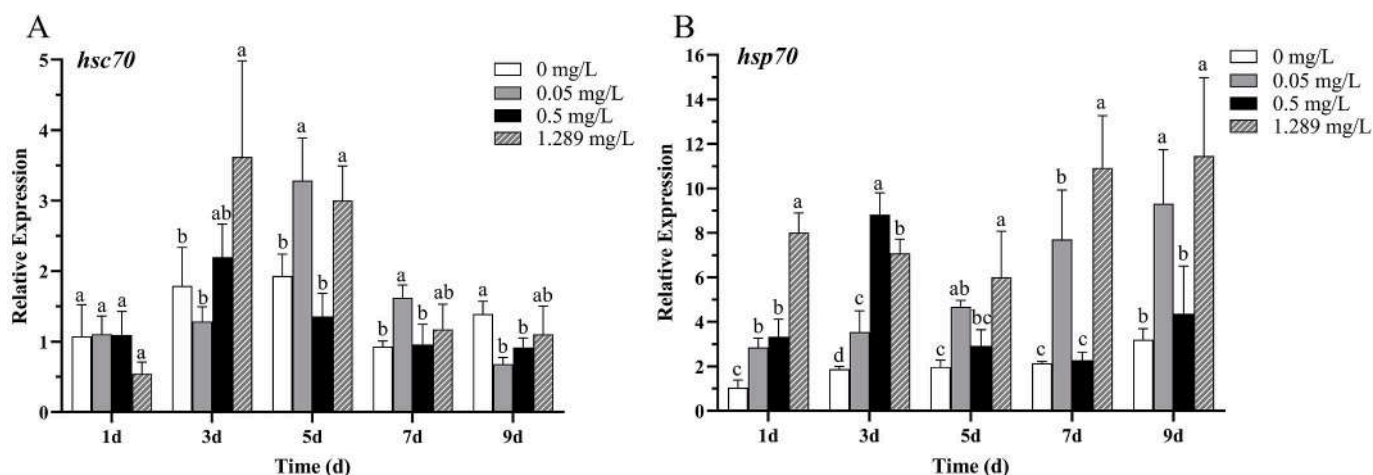 A
hsc70
0 mg/L
0.05 mg/L
0.5 mg/L
1.289 mg/L
Relative Expression
5
4
3
2
1
0
a a a a
b b ab a
b a b a
b a b ab
a b b ab
1d 3d 5d 7d 9d
Time (d)
B
hsp70
0 mg/L
0.05 mg/L
0.5 mg/L
1.289 mg/L
Relative Expression
16
14
12
10
8
6
4
2
0
c b b a
d c a b
c ab bc a
c b c a
b a b a
1d 3d 5d 7d 9d
Time (d)